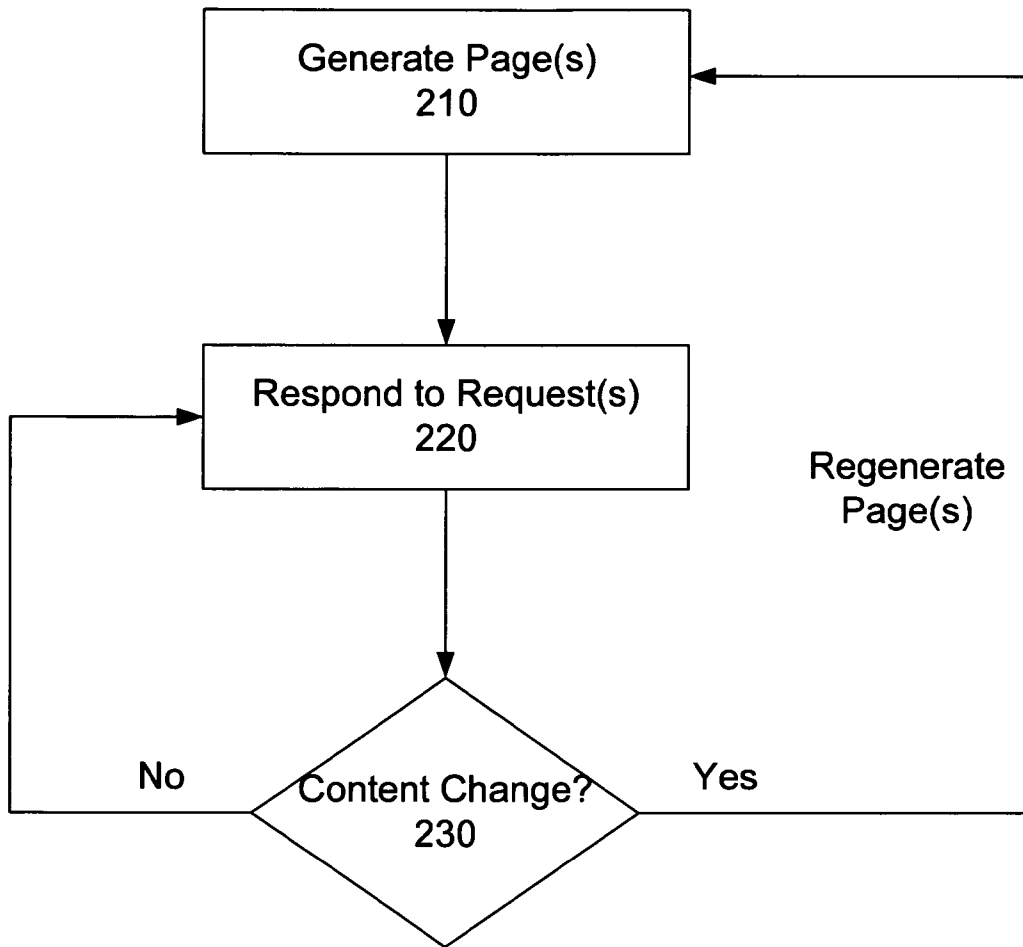 Generate Page(s)
210
Respond to Request(s)
220
Regenerate
Page(s)
No
Content Change?
230
Yes